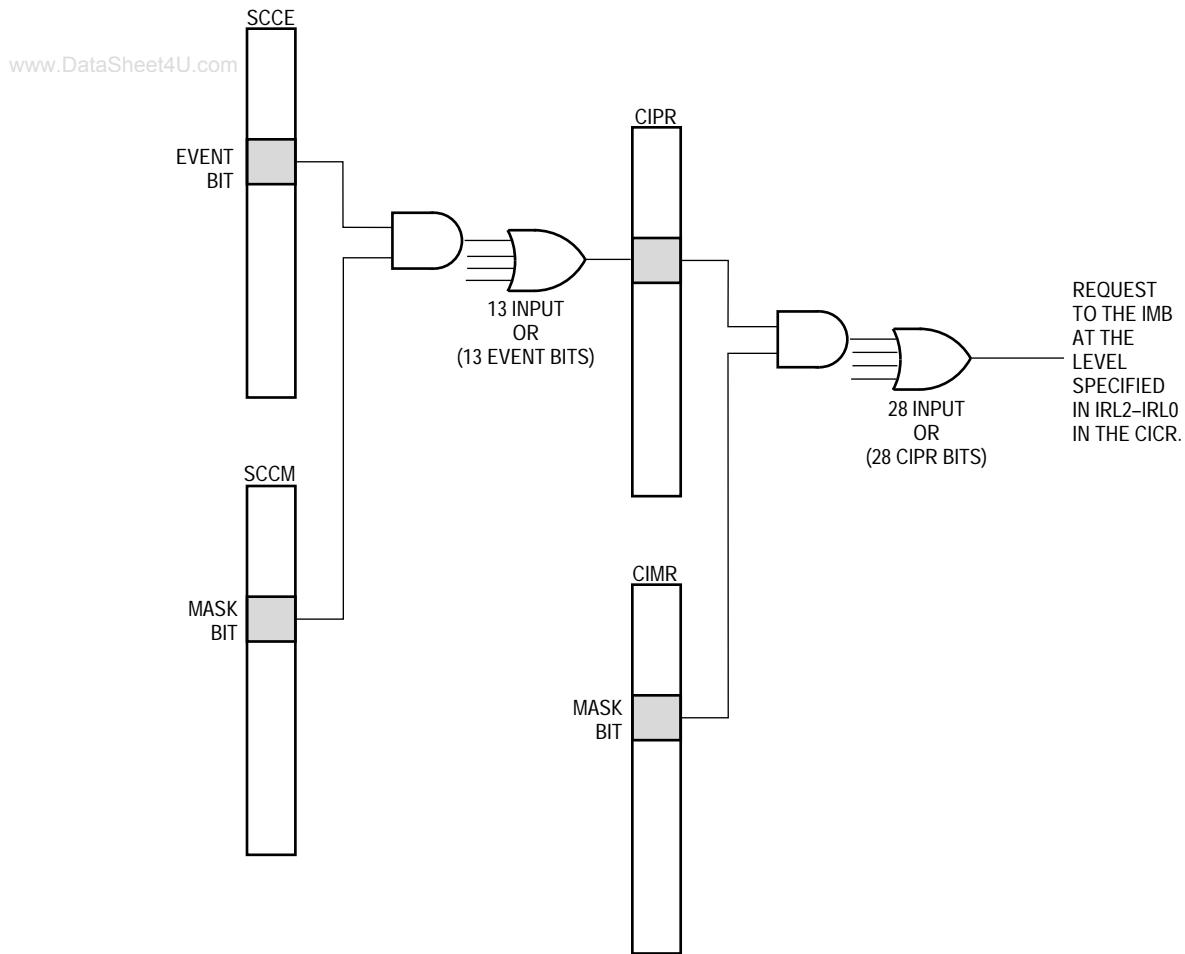 SCCE
www.DataSheet4U.com
EVENT
BIT
CIPR
13 INPUT
OR
(13 EVENT BITS)
REQUEST
TO THE IMB
AT THE
LEVEL
SPECIFIED
IN IRL2–IRL0
IN THE CICR.
28 INPUT
OR
(28 CIPR BITS)
SCCM
MASK
BIT
CIMR
MASK
BIT